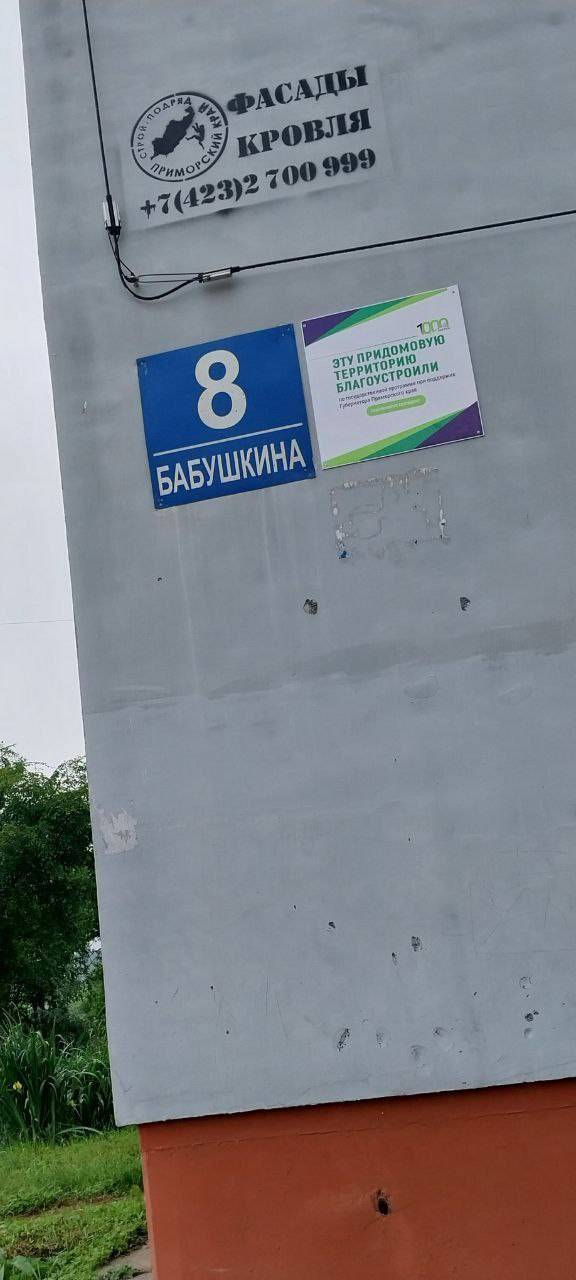 СТРОЙ-ПОДРЯД
ПРИМОРСКИЙ КРАЙ
ФАСАДЫ
КРОВЛЯ
+7(423)2 700 999
8
БАБУШКИНА
1000
ЭТУ ПРИДОМОВУЮ
ТЕРРИТОРИЮ
БЛАГОУСТРОИЛИ
по государственной программе при поддержке
Губернатора Приморского края